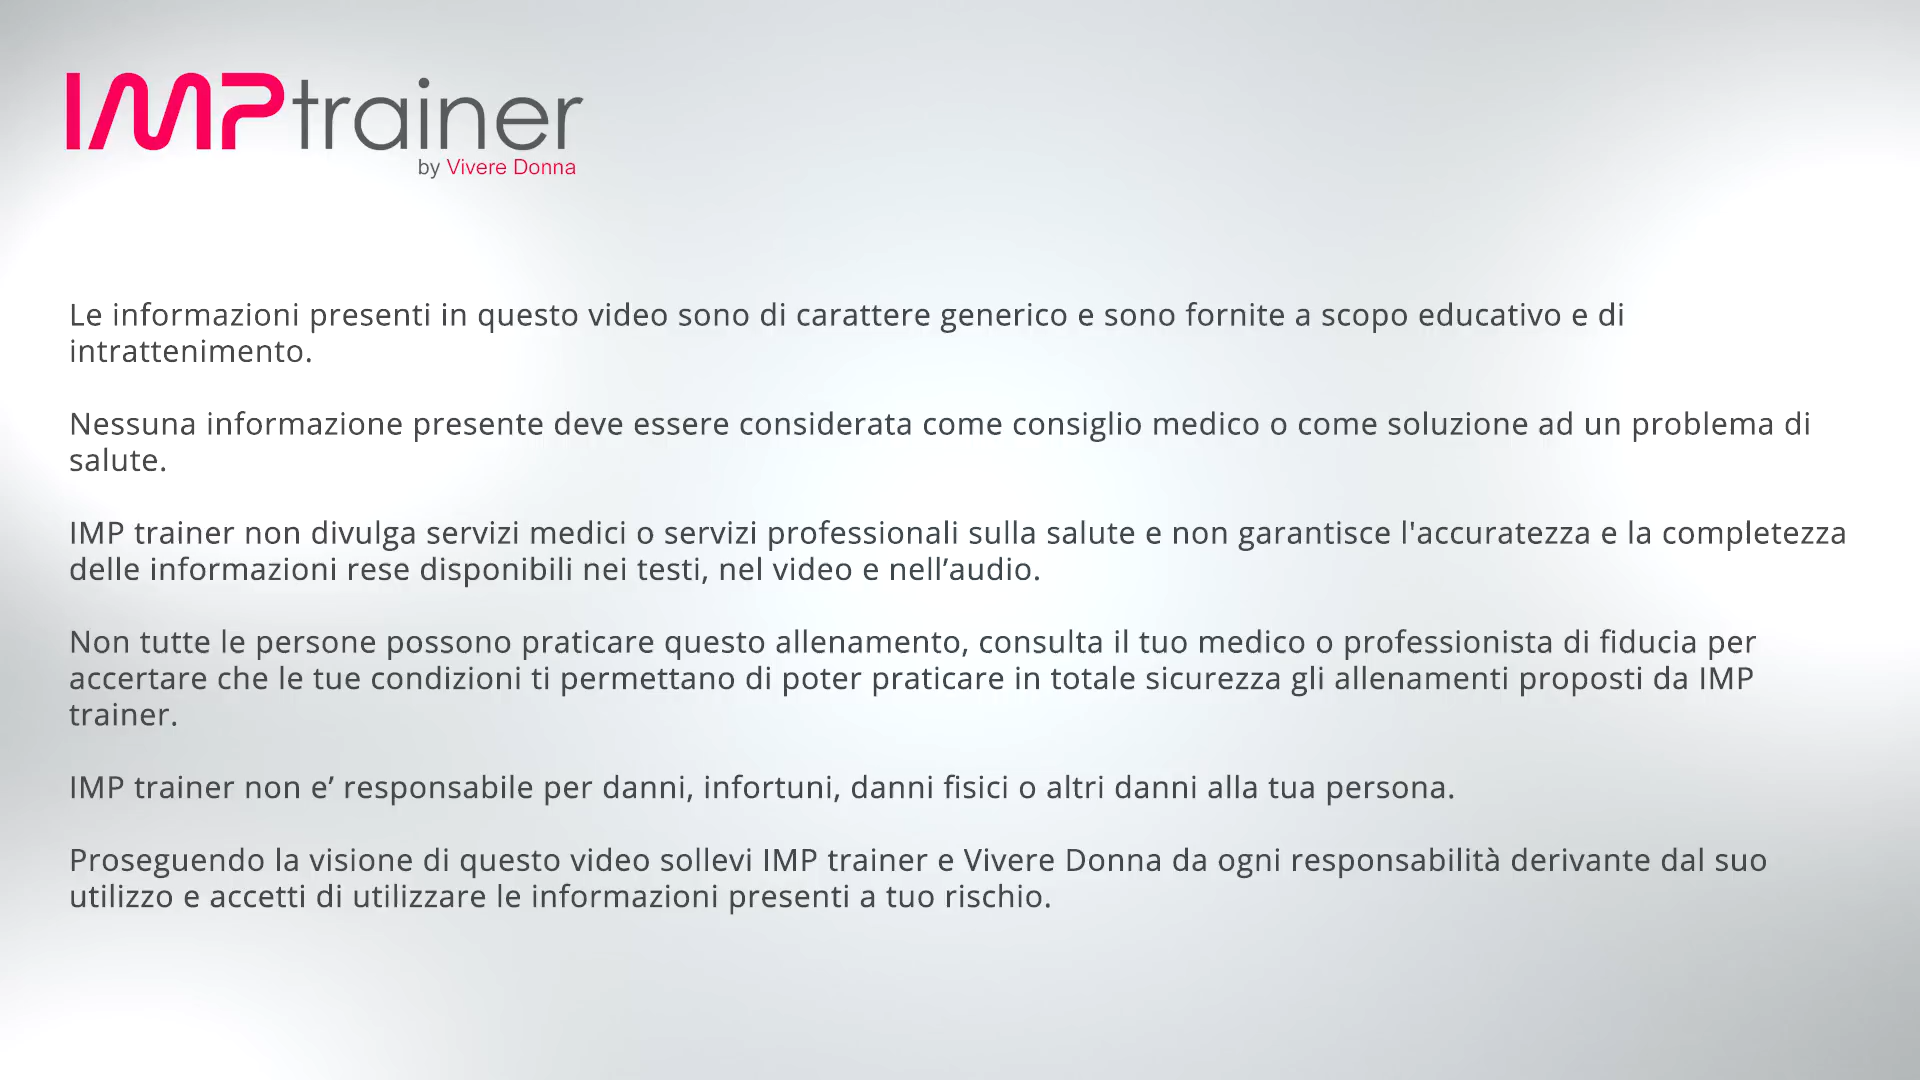 IMPtrainer
by Vivere Donna
Le informazioni presenti in questo video sono di carattere generico e sono fornite a scopo educativo e di
intrattenimento.
Nessuna informazione presente deve essere considerata come consiglio medico o come soluzione ad un problema di
salute.
IMP trainer non divulga servizi medici o servizi professionali sulla salute e non garantisce l'accuratezza e la completezza
delle informazioni rese disponibili nei testi, nel video e nell’audio.
Non tutte le persone possono praticare questo allenamento, consulta il tuo medico o professionista di fiducia per
accertare che le tue condizioni ti permettano di poter praticare in totale sicurezza gli allenamenti proposti da IMP
trainer.
IMP trainer non e’ responsabile per danni, infortuni, danni fisici o altri danni alla tua persona.
Proseguendo la visione di questo video sollevi IMP trainer e Vivere Donna da ogni responsabilità derivante dal suo
utilizzo e accetti di utilizzare le informazioni presenti a tuo rischio.